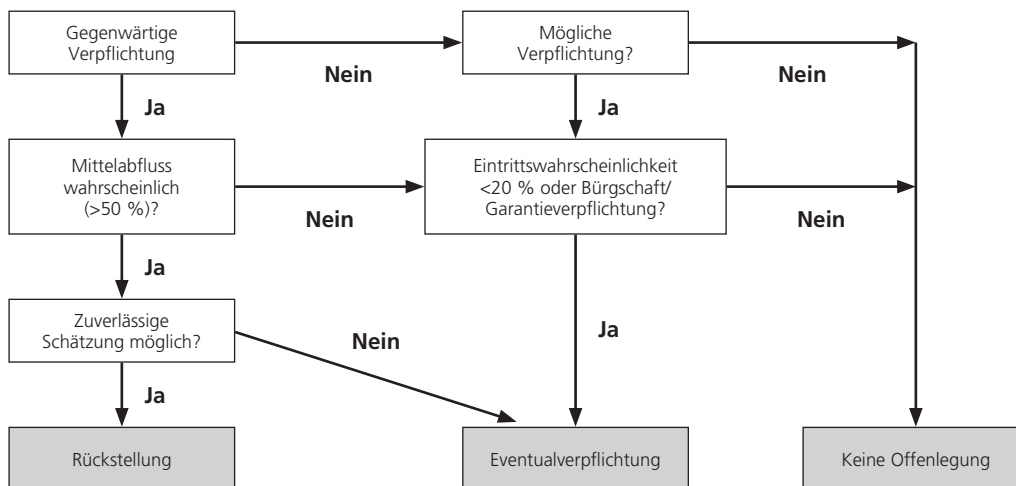 Gegenwärtige
Verpflichtung
Nein
Mögliche
Verpflichtung?
Nein
Ja
Ja
Mittelabfluss
wahrscheinlich
(>50 %)?
Nein
Eintrittswahrscheinlichkeit
<20 % oder Bürgschaft/
Garantieverpflichtung?
Nein
Ja
Zuverlässige
Schätzung möglich?
Nein
Ja
Ja
Rückstellung
Eventualverpflichtung
Keine Offenlegung